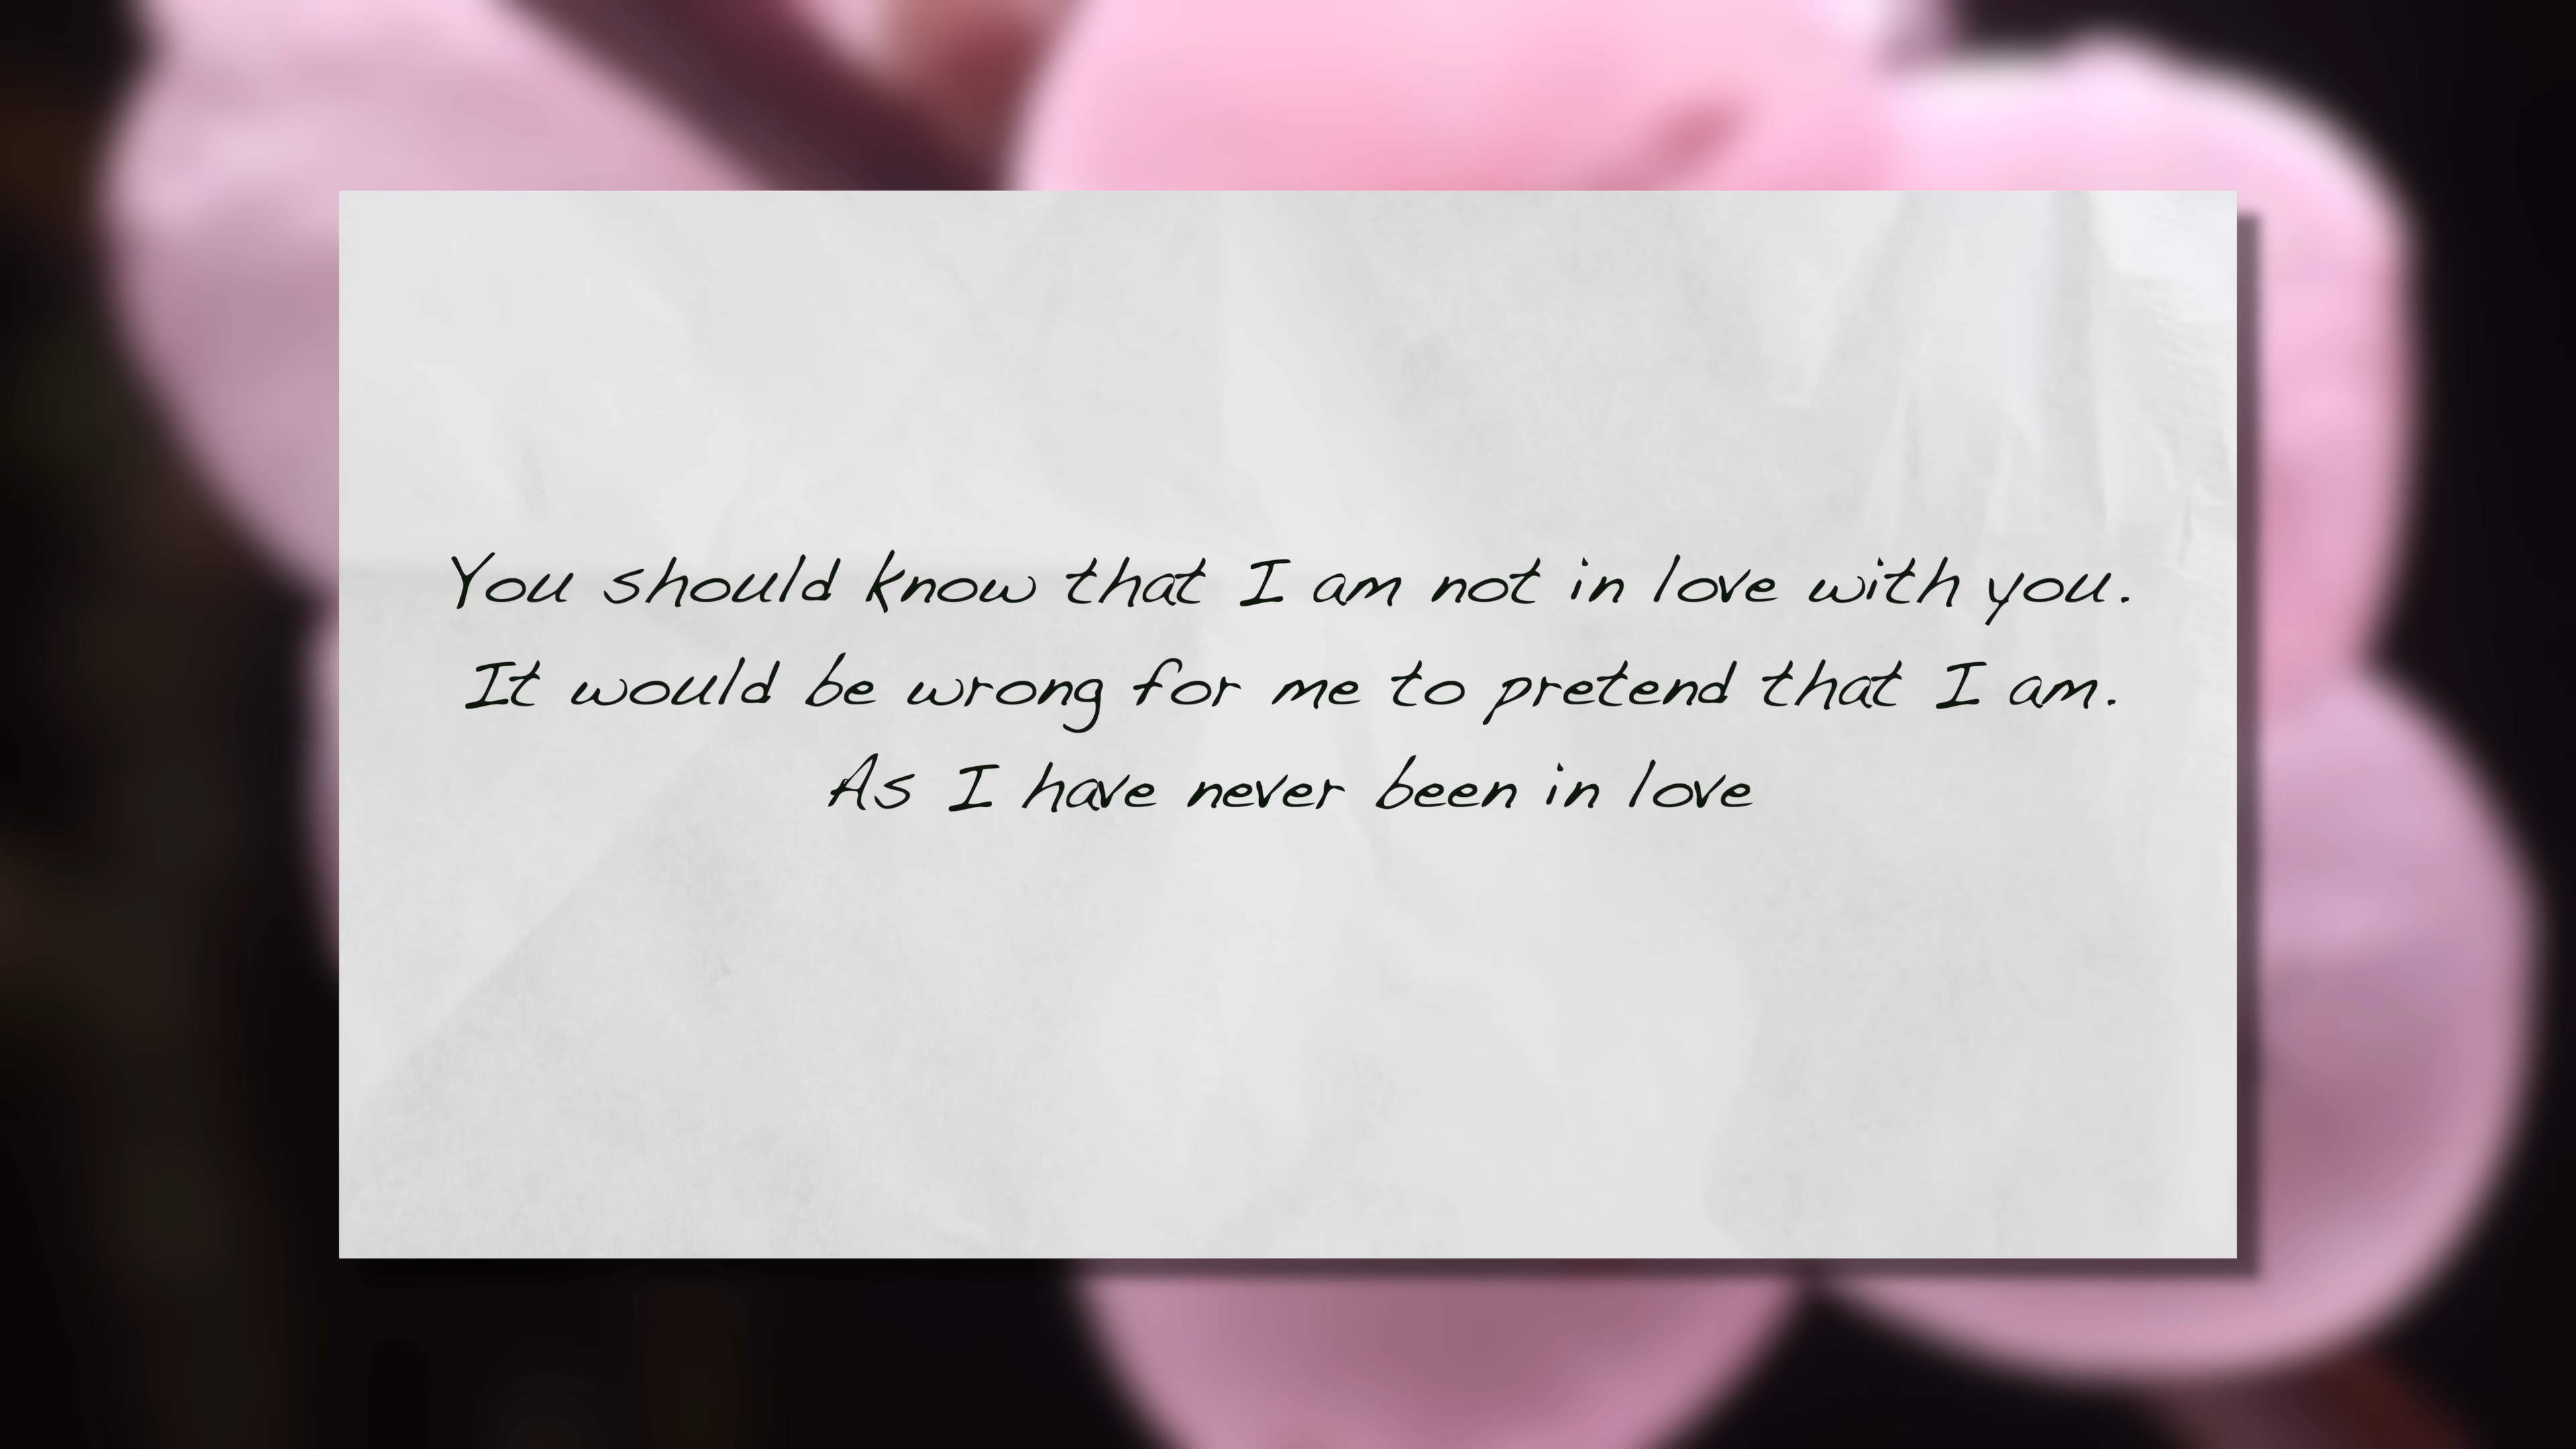 You should know that I am not in love with you.
It would be wrong for me to pretend that I am.
As I have never been in love